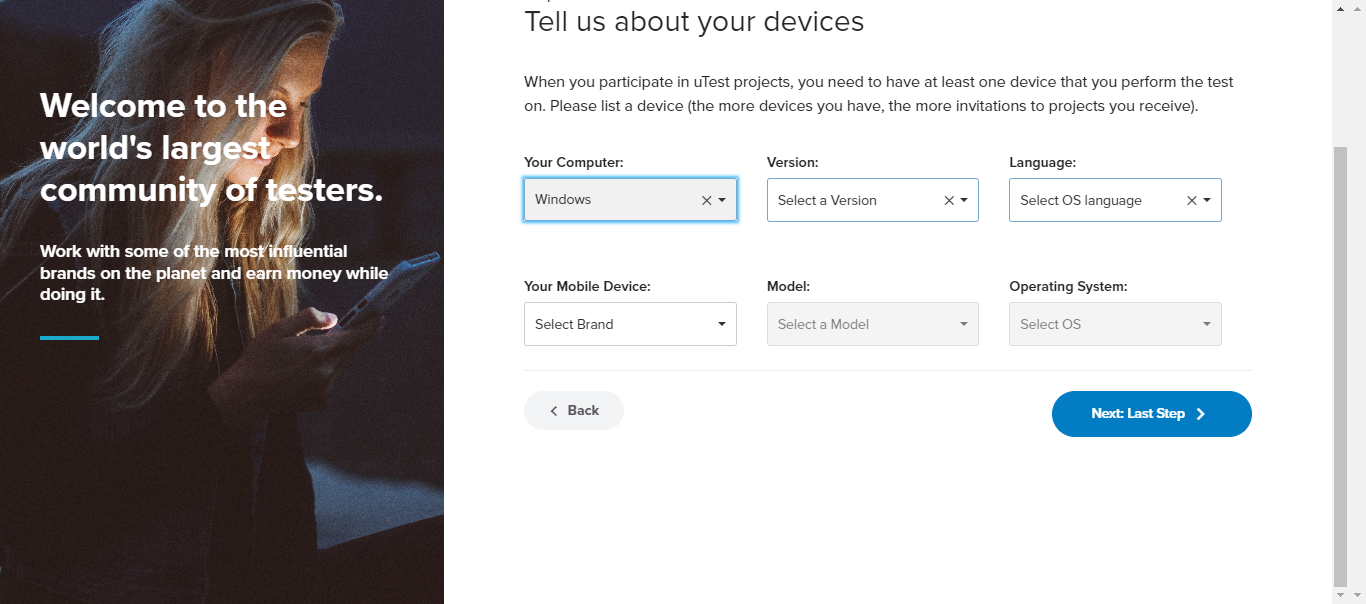 Welcome to the
world's largest
community of testers.
Work with some of the most influential
brands on the planet and earn money while
doing it.
Tell us about your devices
When you participate in uTest projects, you need to have at least one device that you perform the test
on. Please list a device (the more devices you have, the more invitations to projects you receive).
Your Computer: Version: Language:
Windows Select a Version Select OS language
Your Mobile Device: Model: Operating System:
Select Brand Select a Model Select OS
Back Next: Last Step